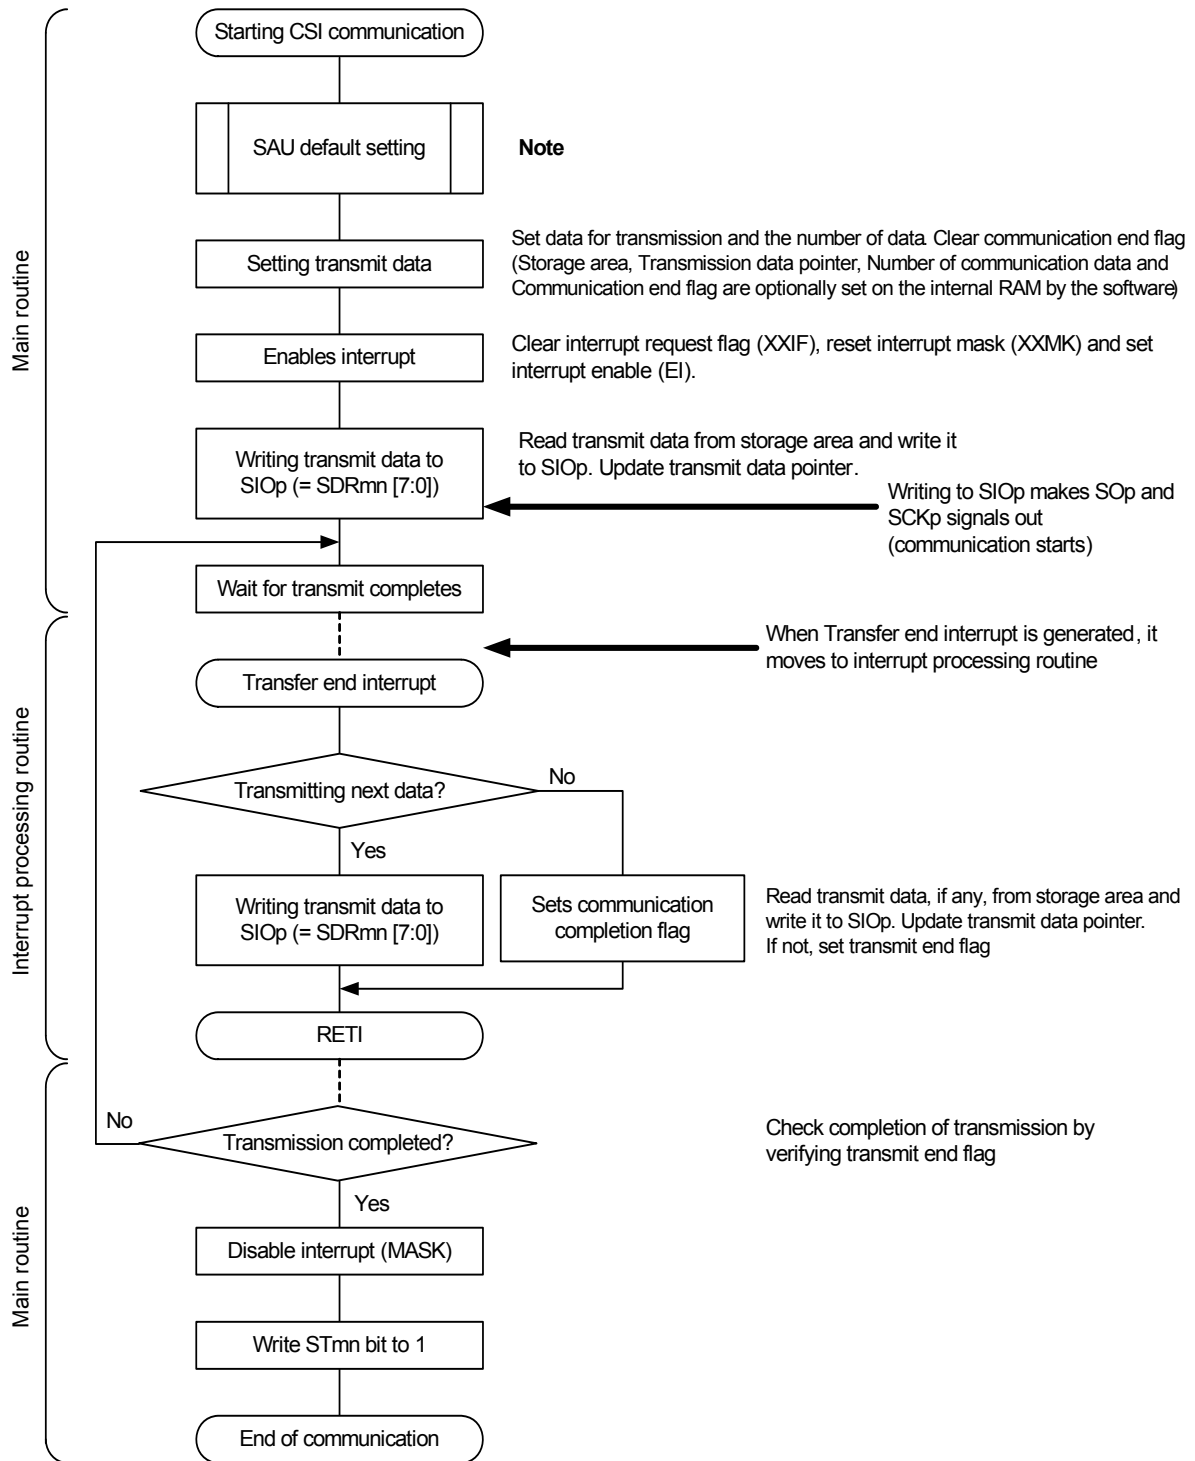 Starting CSI communication
Main routine
SAU default setting
Note
Setting transmit data
Set data for transmission and the number of data. Clear communication end flag
(Storage area, Transmission data pointer, Number of communication data and
Communication end flag are optionally set on the internal RAM by the software)
Enables interrupt
Clear interrupt request flag (XXIF), reset interrupt mask (XXMK) and set
interrupt enable (EI).
Writing transmit data to
SIOp (= SDRmn [7:0])
Read transmit data from storage area and write it
to SIOp. Update transmit data pointer.
Writing to SIOp makes SOp and
SCKp signals out
(communication starts)
Wait for transmit completes
When Transfer end interrupt is generated, it
moves to interrupt processing routine
Interrupt processing routine
Transfer end interrupt
Transmitting next data?
No
Yes
Writing transmit data to
SIOp (= SDRmn [7:0])
Sets communication
completion flag
Read transmit data, if any, from storage area and
write it to SIOp. Update transmit data pointer.
If not, set transmit end flag
RETI
Main routine
No
Transmission completed?
Check completion of transmission by
verifying transmit end flag
Yes
Disable interrupt (MASK)
Write STmn bit to 1
End of communication